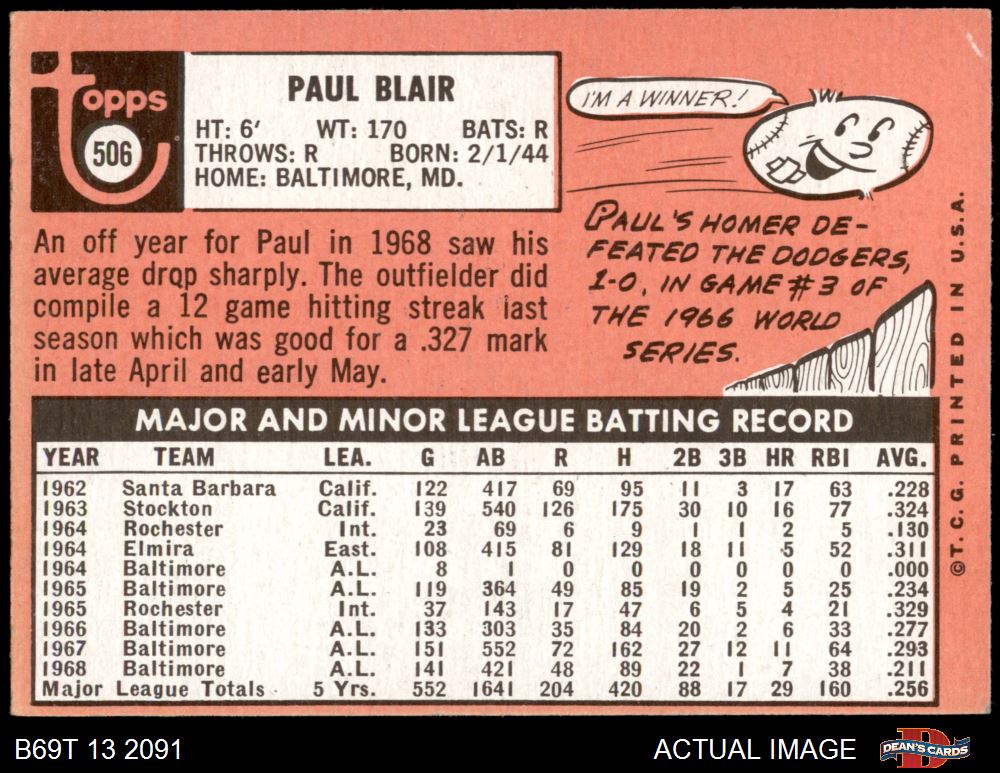 Topps
506
PAUL BLAIR
HT: 6' WT: 170 BATS: R
THROWS: R BORN: 2/1/44
HOME: BALTIMORE, MD.
An off year for Paul in 1968 saw his
average drop sharply. The outfielder did
compile a 12 game hitting streak last
season which was good for a .327 mark
in late April and early May.
I'M A WINNER!
PAUL'S HOMER DE-
FEATED THE DODGERS,
1-0, IN GAME #3 OF
THE 1966 WORLD
SERIES.
MAJOR AND MINOR LEAGUE BATTING RECORD
YEAR TEAM LEA. G AB R H 2B 3B HR RBI AVG.
1962 Santa Barbara Calif. 122 417 69 95 11 3 17 63 .228
1963 Stockton Calif. 139 540 126 175 30 10 16 77 .324
1964 Rochester Int. 23 69 6 9 1 1 2 5 .130
1964 Elmira East. 108 415 81 129 18 11 5 52 .311
1964 Baltimore A.L. 8 1 0 0 0 0 0 0 .000
1965 Baltimore A.L. 119 364 49 85 19 2 5 25 .234
1965 Rochester Int. 37 143 17 47 6 5 4 21 .329
1966 Baltimore A.L. 133 303 35 84 20 2 6 33 .277
1967 Baltimore A.L. 151 552 72 162 27 12 11 64 .293
1968 Baltimore A.L. 141 421 48 89 22 1 7 38 .211
Major League Totals 5 Yrs. 552 1641 204 420 88 17 29 160 .256
©T. C. G. PRINTED IN U.S.A.
B69T 13 2091
ACTUAL IMAGE
DEAN'S CARDS